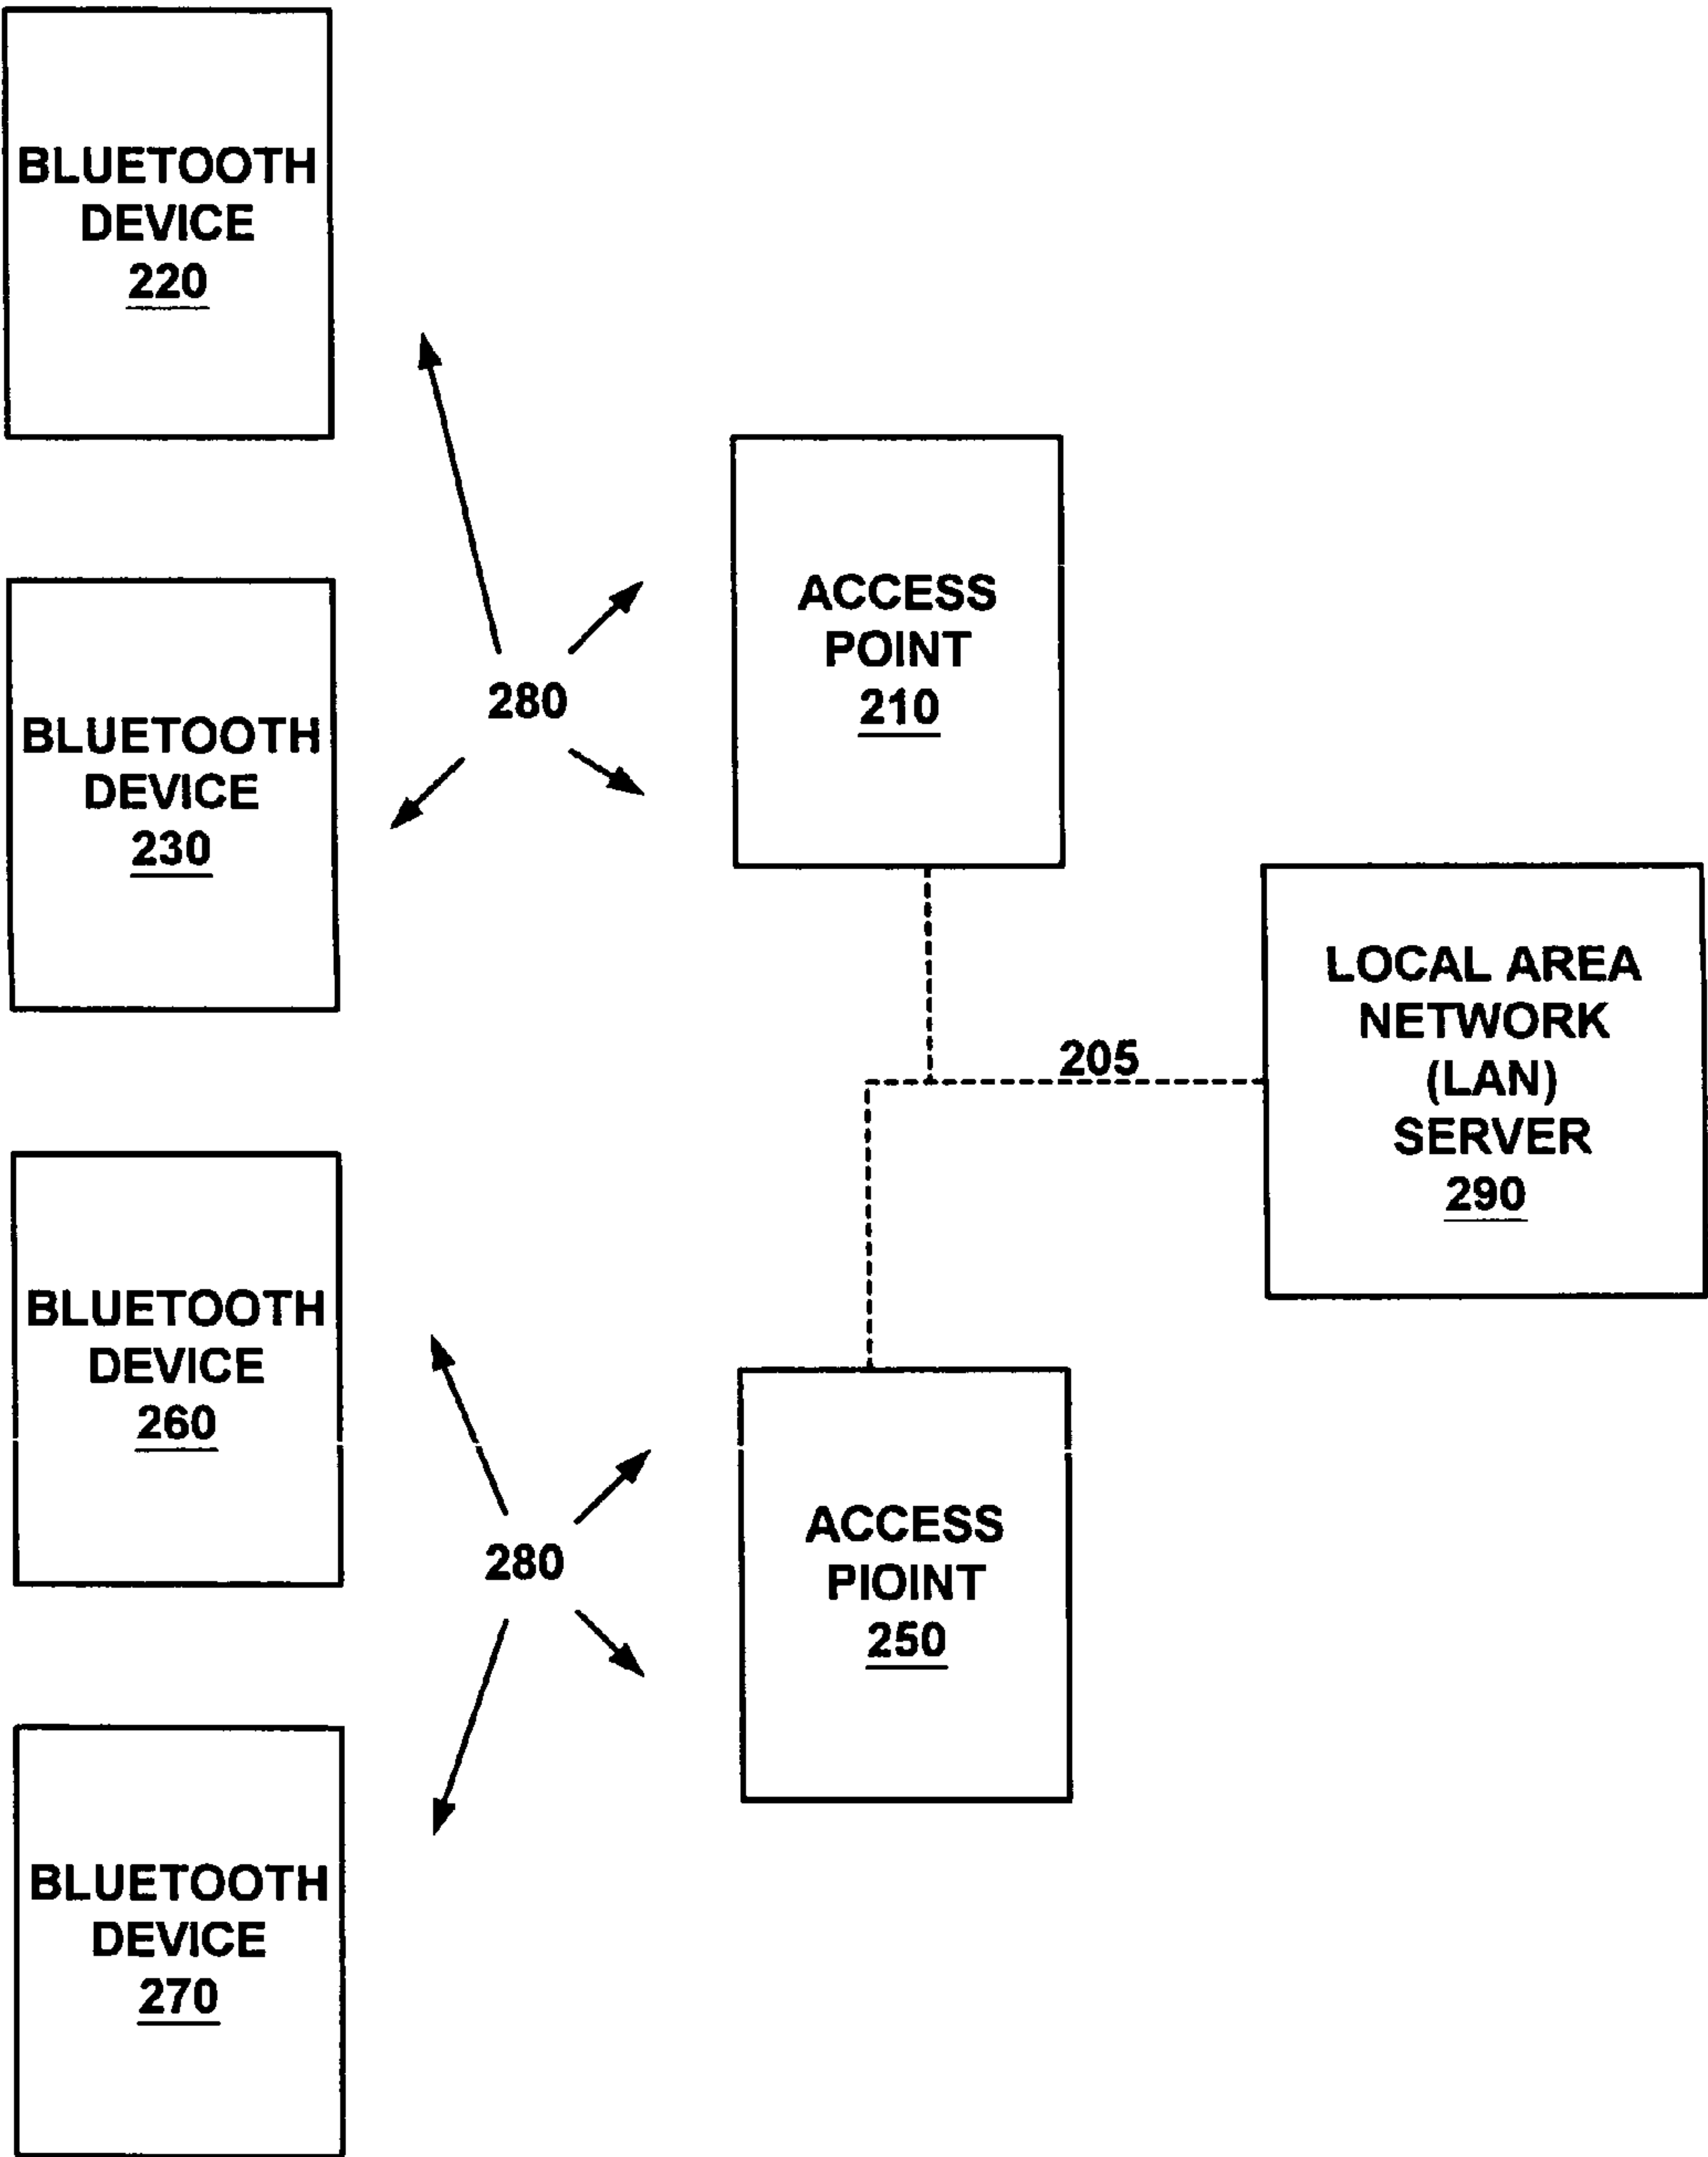 BLUETOOTH
DEVICE
220
BLUETOOTH
DEVICE
230
280
ACCESS
POINT
210
205
LOCAL AREA
NETWORK
(LAN)
SERVER
290
BLUETOOTH
DEVICE
260
280
ACCESS
PIOINT
250
BLUETOOTH
DEVICE
270